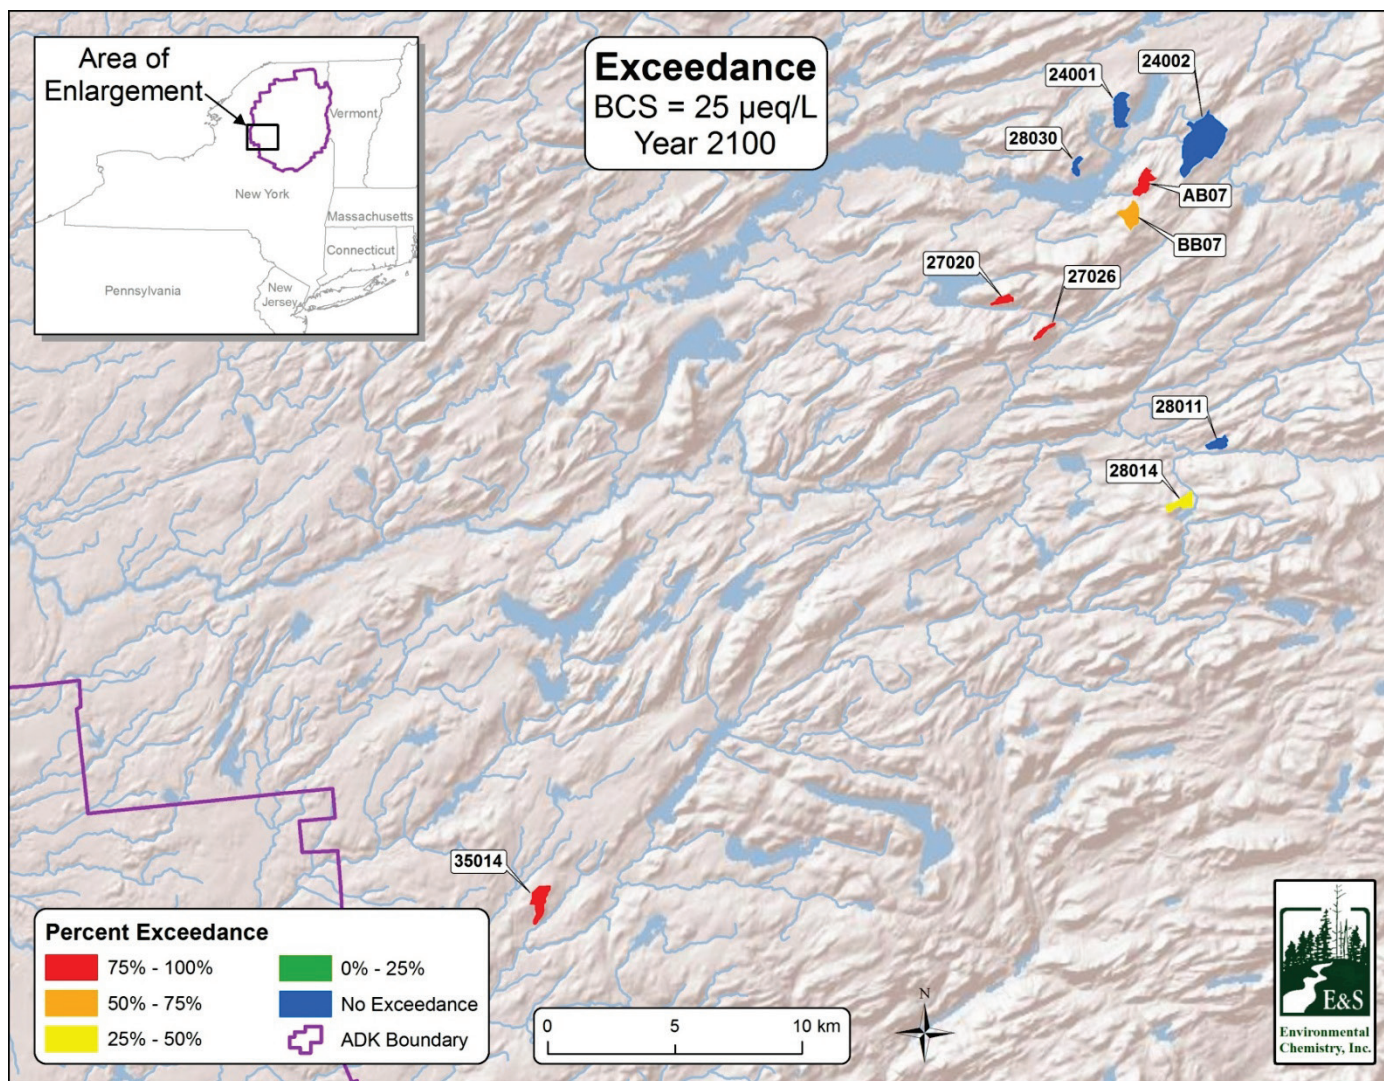 Area of
Enlargement
Vermont
New York
Massachusetts
Connecticut
Pennsylvania
New
Jersey
Exceedance
BCS = 25 µeq/L
Year 2100
24001
24002
28030
AB07
BB07
27020
27026
28011
28014
35014
Percent Exceedance
75% - 100%
50% - 75%
25% - 50%
0% - 25%
No Exceedance
ADK Boundary
0 5 10 km
N
E&S
Environmental
Chemistry, Inc.